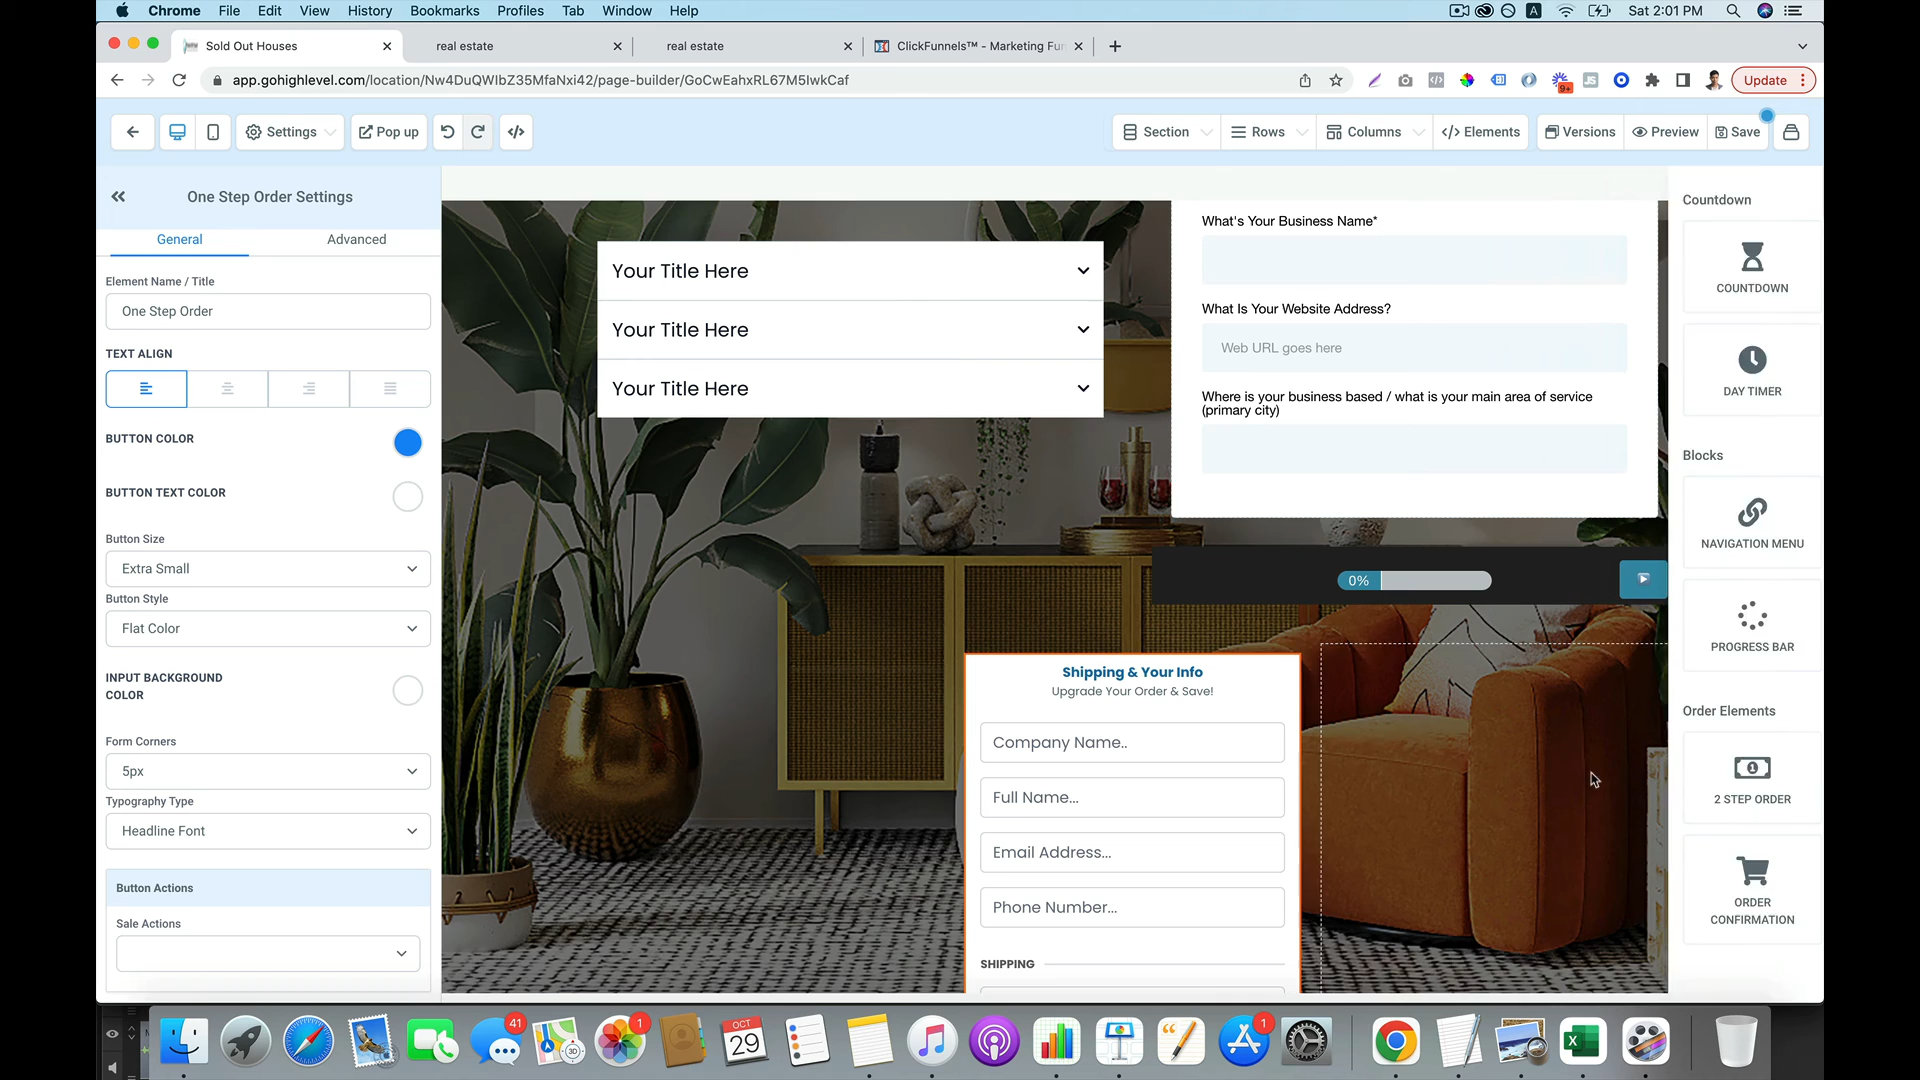 Chrome File Edit View History Bookmarks Profiles Tab Window Help
A Sat 2:01 PM
Sold Out Houses
real estate
real estate
ClickFunnels™ - Marketing Fu
app.gohighlevel.com/location/Nw4DuQWIbZ35MfaNxi42/page-builder/GoCwEahxRL67M5IwkCaf
9+
JS
Update
Settings
Pop up
Section
Rows
Columns
Elements
Versions
Preview
Save
One Step Order Settings
General
Advanced
Element Name / Title
One Step Order
TEXT ALIGN
BUTTON COLOR
BUTTON TEXT COLOR
Button Size
Extra Small
Button Style
Flat Color
INPUT BACKGROUND
COLOR
Form Corners
5px
Typography Type
Headline Font
Button Actions
Sale Actions
Your Title Here
Your Title Here
Your Title Here
What's Your Business Name*
What Is Your Website Address?
Web URL goes here
Where is your business based / what is your main area of service
(primary city)
0%
Shipping & Your Info
Upgrade Your Order & Save!
Company Name..
Full Name...
Email Address...
Phone Number...
SHIPPING
Countdown
COUNTDOWN
DAY TIMER
Blocks
NAVIGATION MENU
PROGRESS BAR
Order Elements
2 STEP ORDER
ORDER
CONFIRMATION
41
3D
1
OCT
29
1